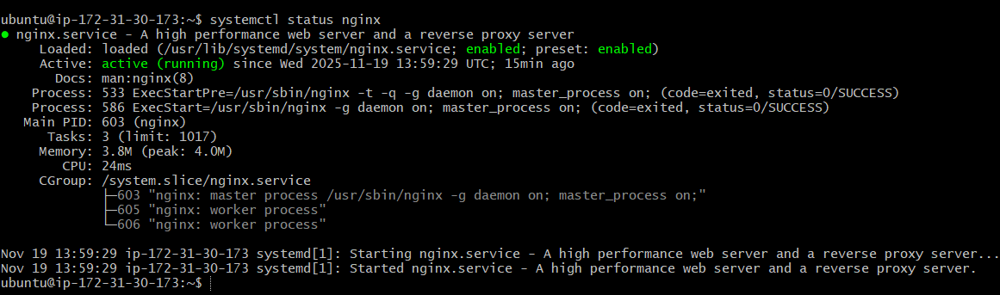 ubuntu@ip-172-31-30-173:~$ systemctl status nginx
● nginx.service - A high performance web server and a reverse proxy server
     Loaded: loaded (/usr/lib/systemd/system/nginx.service; enabled; preset: enabled)
     Active: active (running) since Wed 2025-11-19 13:59:29 UTC; 15min ago
       Docs: man:nginx(8)
    Process: 533 ExecStartPre=/usr/sbin/nginx -t -q -g daemon on; master_process on; (code=exited, status=0/SUCCESS)
    Process: 586 ExecStart=/usr/sbin/nginx -g daemon on; master_process on; (code=exited, status=0/SUCCESS)
   Main PID: 603 (nginx)
      Tasks: 3 (limit: 1017)
     Memory: 3.8M (peak: 4.0M)
        CPU: 24ms
     CGroup: /system.slice/nginx.service
             ├─603 "nginx: master process /usr/sbin/nginx -g daemon on; master_process on;"
             ├─605 "nginx: worker process"
             └─606 "nginx: worker process"

Nov 19 13:59:29 ip-172-31-30-173 systemd[1]: Starting nginx.service - A high performance web server and a reverse proxy server...
Nov 19 13:59:29 ip-172-31-30-173 systemd[1]: Started nginx.service - A high performance web server and a reverse proxy server.
ubuntu@ip-172-31-30-173:~$